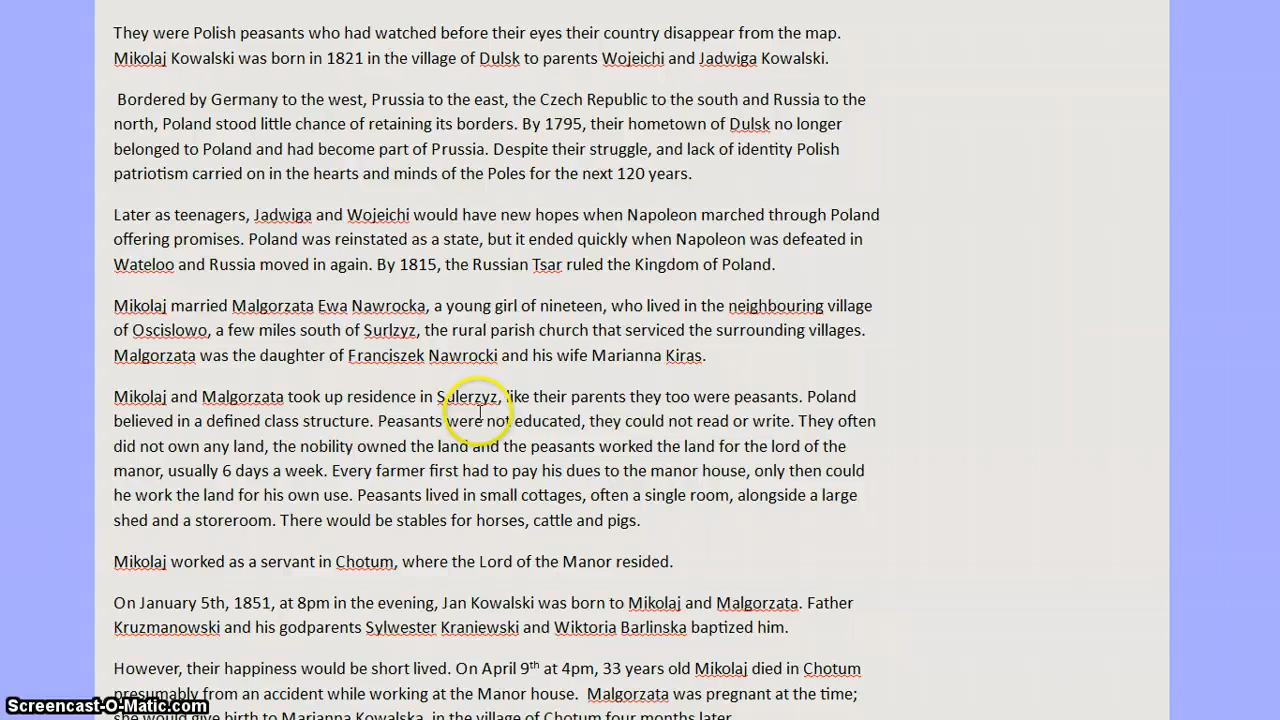 They were Polish peasants who had watched before their eyes their country disappear from the map.
Mikolaj Kowalski was born in 1821 in the village of Dulsk to parents Wojeichi and Jadwiga Kowalski.
Bordered by Germany to the west, Prussia to the east, the Czech Republic to the south and Russia to the
north, Poland stood little chance of retaining its borders. By 1795, their hometown of Dulsk no longer
belonged to Poland and had become part of Prussia. Despite their struggle, and lack of identity Polish
patriotism carried on in the hearts and minds of the Poles for the next 120 years.
Later as teenagers, Jadwiga and Wojeichi would have new hopes when Napoleon marched through Poland
offering promises. Poland was reinstated as a state, but it ended quickly when Napoleon was defeated in
Wateloo and Russia moved in again. By 1815, the Russian Tsar ruled the Kingdom of Poland.
Mikolaj married Malgorzata Ewa Nawrocka, a young girl of nineteen, who lived in the neighbouring village
of Oscislowo, a few miles south of Surlzyz, the rural parish church that serviced the surrounding villages.
Malgorzata was the daughter of Franciszek Nawrocki and his wife Marianna Kiras.
Mikolaj and Malgorzata took up residence in Sulerzyz, like their parents they too were peasants. Poland
believed in a defined class structure. Peasants were not educated, they could not read or write. They often
did not own any land, the nobility owned the land and the peasants worked the land for the lord of the
manor, usually 6 days a week. Every farmer first had to pay his dues to the manor house, only then could
he work the land for his own use. Peasants lived in small cottages, often a single room, alongside a large
shed and a storeroom. There would be stables for horses, cattle and pigs.
Mikolaj worked as a servant in Chotum, where the Lord of the Manor resided.
On January 5th, 1851, at 8pm in the evening, Jan Kowalski was born to Mikolaj and Malgorzata. Father
Kruzmanowski and his godparents Sylwester Kraniewski and Wiktoria Barlinska baptized him.
However, their happiness would be short lived. On April 9th at 4pm, 33 years old Mikolaj died in Chotum
presumably from an accident while working at the Manor house. Malgorzata was pregnant at the time;
she would give birth to Marianna Kowalska, in the village of Chotum four months later.
Screencast-O-Matic.com